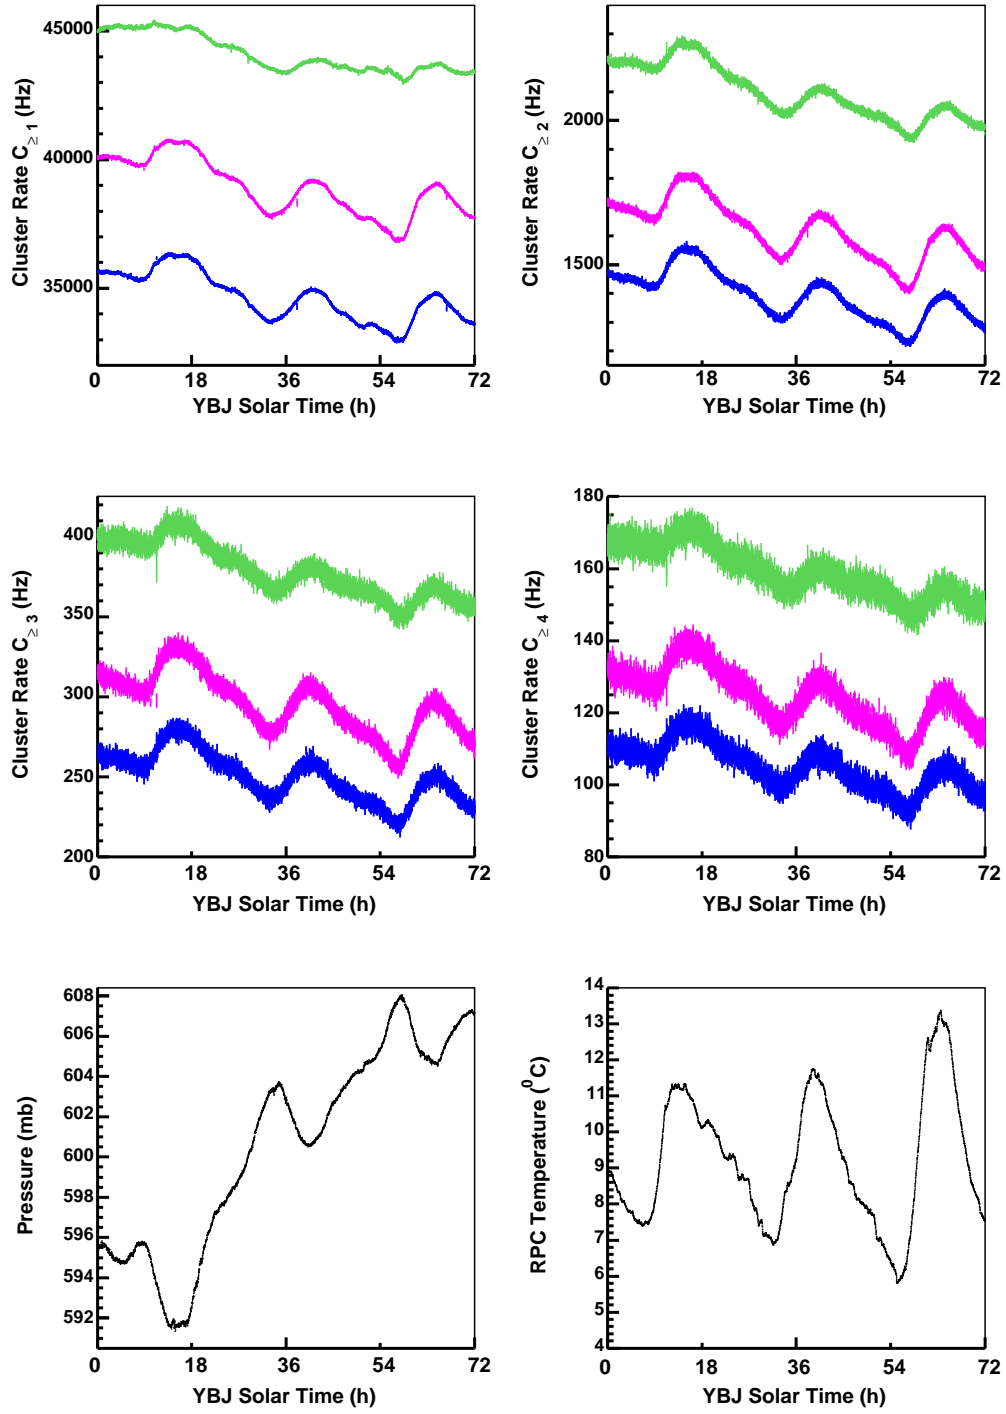 45000
40000
35000
Cluster Rate C≥ 1 (Hz)
0 18 36 54 72
YBJ Solar Time (h)
2000
1500
Cluster Rate C≥ 2 (Hz)
0 18 36 54 72
YBJ Solar Time (h)
400
350
300
250
200
Cluster Rate C≥ 3 (Hz)
0 18 36 54 72
YBJ Solar Time (h)
180
160
140
120
100
80
Cluster Rate C≥ 4 (Hz)
0 18 36 54 72
YBJ Solar Time (h)
608
606
604
602
600
598
596
594
592
Pressure (mb)
0 18 36 54 72
YBJ Solar Time (h)
14
13
11
10
9
8
7
6
5
4
RPC Temperature (⁰C)
0 18 36 54 72
YBJ Solar Time (h)